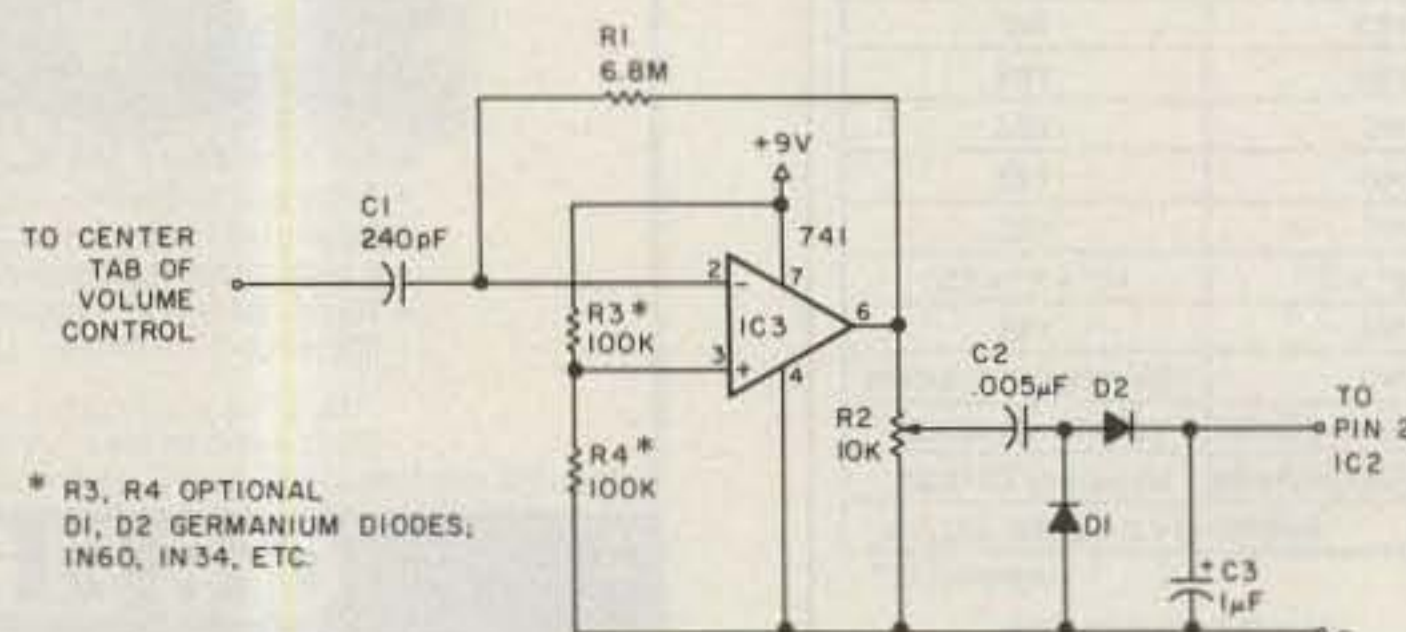 R1
6.8M
+9V
TO CENTER
TAB OF
VOLUME
CONTROL
C1
240pF
741
2
-
7
R3*
100K
IC3
6
3
+
4
C2
.005µF
D2
R2
10K
TO
PIN 2
IC2
R4*
100K
* R3, R4 OPTIONAL
D1, D2 GERMANIUM DIODES,
IN60, IN34, ETC.
D1
+
C3
1µF